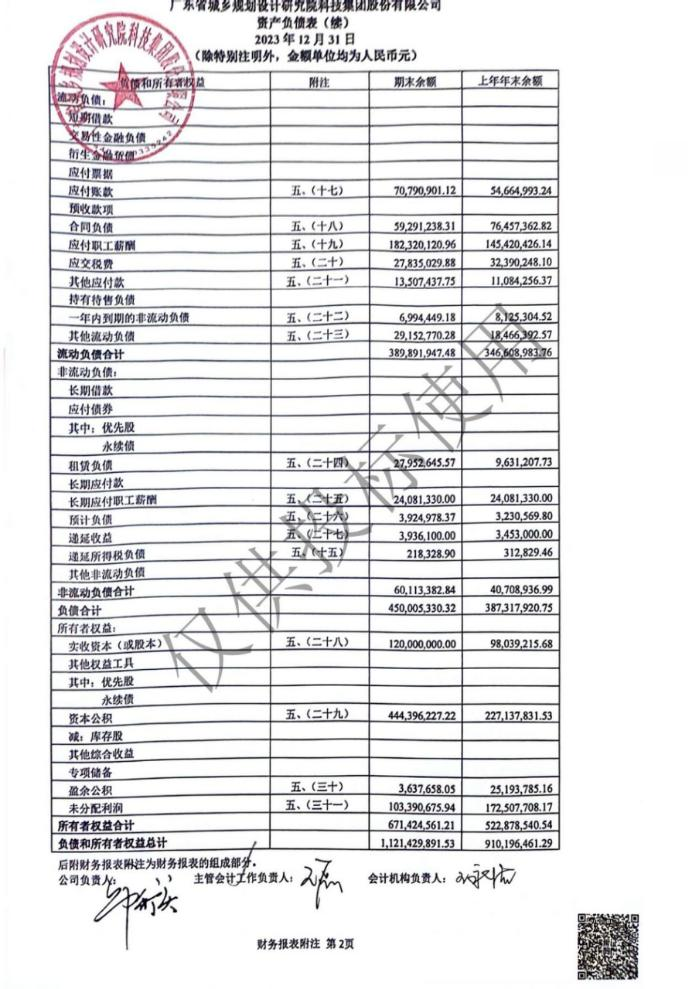 广东省城乡规划设计研究院科技集团股份有限公司
资产负债表（续）
2023年12月31日
（除特别注明外，金额单位均为人民币元）
负债和所有者权益 附注 期末余额 上年年末余额
流动负债：
短期借款
交易性金融负债
衍生金融负债
应付票据
应付账款 五、（十七） 70,790,901.12 54,664,993.24
预收款项
合同负债 五、（十八） 59,291,238.31 76,457,362.82
应付职工薪酬 五、（十九） 182,320,120.96 145,420,426.14
应交税费 五、（二十） 27,835,029.88 32,390,248.10
其他应付款 五、（二十一） 13,507,437.75 11,084,256.37
持有待售负债
一年内到期的非流动负债 五、（二十二） 6,994,449.18 8,125,304.52
其他流动负债 五、（二十三） 29,152,770.28 18,466,392.57
流动负债合计 389,891,947.48 346,608,983.76
非流动负债：
长期借款
应付债券
其中：优先股
永续债
租赁负债 五、（二十四） 27,952,645.57 9,631,207.73
长期应付款
长期应付职工薪酬 五、（二十五） 24,081,330.00 24,081,330.00
预计负债 五、（二十六） 3,924,978.37 3,230,569.80
递延收益 五、（二十七） 3,936,100.00 3,453,000.00
递延所得税负债 五、（十五） 218,328.90 312,829.46
其他非流动负债
非流动负债合计 60,113,382.84 40,708,936.99
负债合计 450,005,330.32 387,317,920.75
所有者权益：
实收资本（或股本） 五、（二十八） 120,000,000.00 98,039,215.68
其他权益工具
其中：优先股
永续债
资本公积 五、（二十九） 444,396,227.22 227,137,831.53
减：库存股
其他综合收益
专项储备
盈余公积 五、（三十） 3,637,658.05 25,193,785.16
未分配利润 五、（三十一） 103,390,675.94 172,507,708.17
所有者权益合计 671,424,561.21 522,878,540.54
负债和所有者权益总计 1,121,429,891.53 910,196,461.29
后附财务报表附注为财务报表的组成部分。
公司负责人： 主管会计工作负责人： 会计机构负责人：
财务报表附注 第2页
仅供投标使用